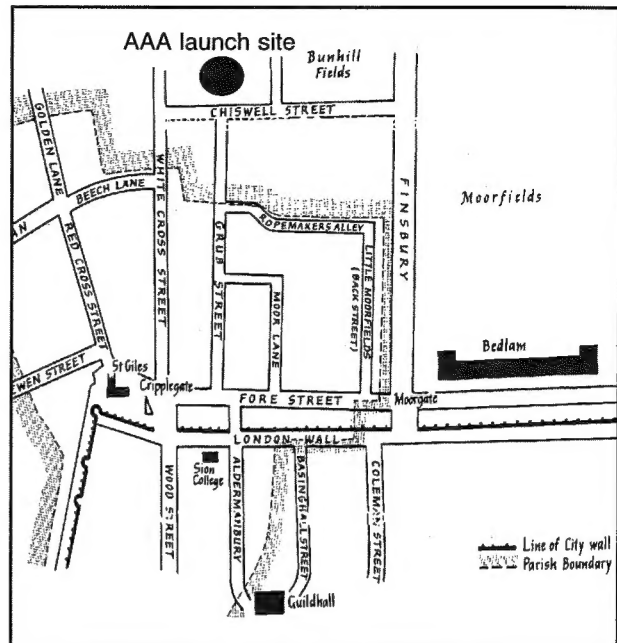 AAA launch site
Bunhill
Fields
CHISWELL STREET
GOLDEN LANE
BEECH LANE
WHITE CROSS STREET
FINSBURY
Moorfields
RED CROSS STREET
GRUB STREET
ROPEMAKERS ALLEY
LITTLE MOORFIELDS
(BACK STREET)
MOOR LANE
WEN STREET
St Giles
Cripplegate
Bedlam
FORE STREET
Moorgate
LONDON WALL
Sion
College
WOOD STREET
ALDERMANBURY
BASINGHALL STREET
COLEMAN STREET
Line of City wall
Parish Boundary
Guildhall